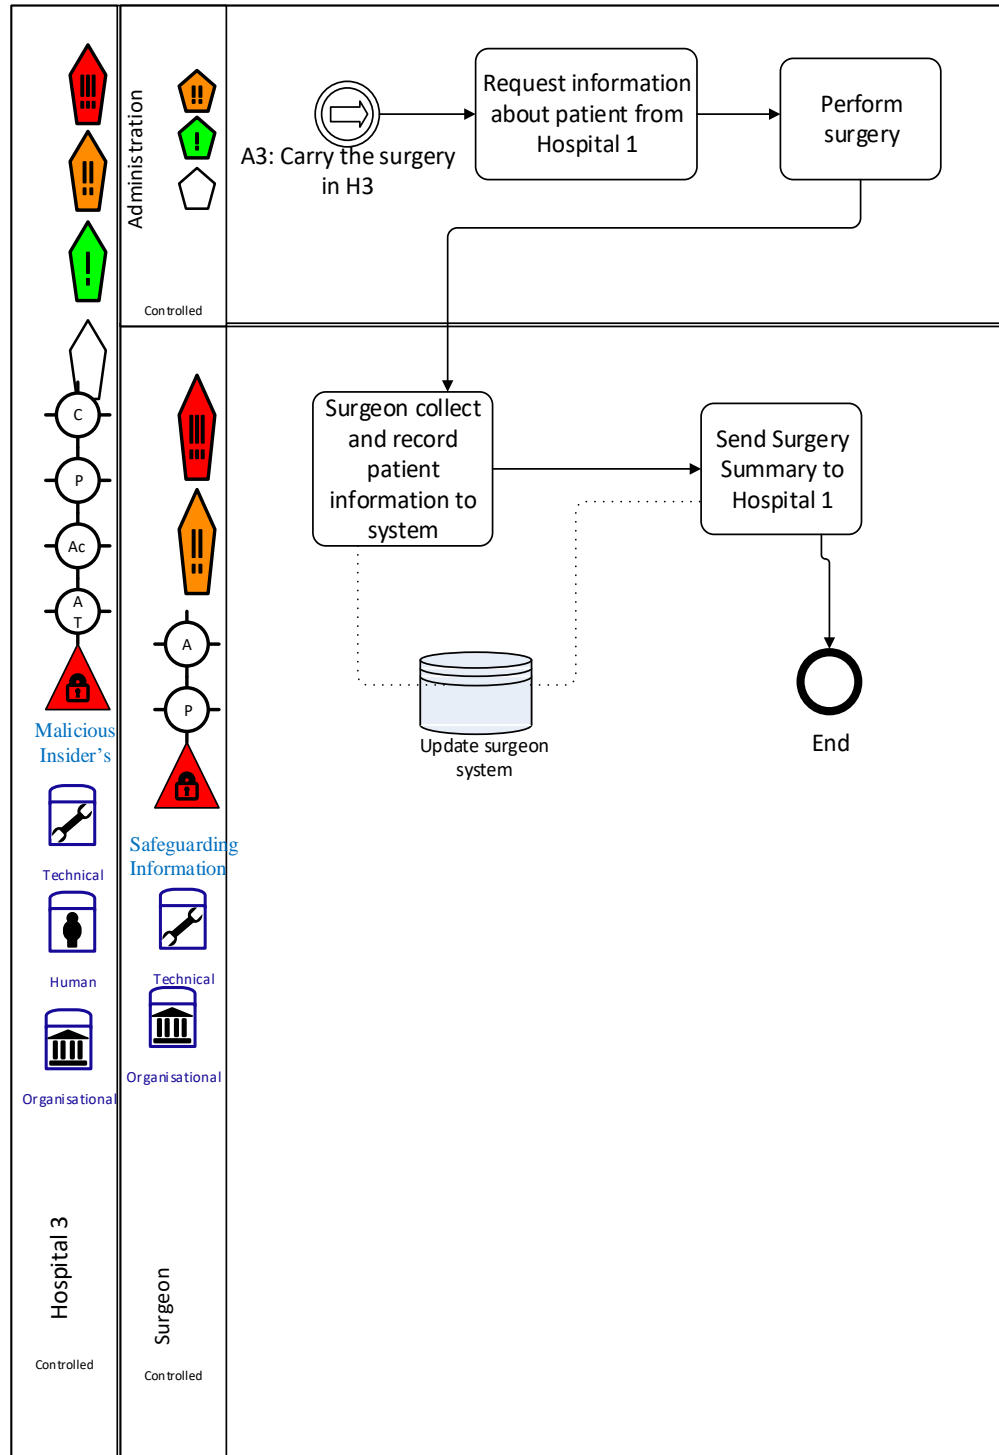 C
P
Ac
A
T
Malicious
Insider's
Technical
Human
Organisational
Hospital 3
Controlled
Administration
Controlled
A
P
Safeguarding
Information
Technical
Organisational
Surgeon
Controlled
A3: Carry the surgery
in H3
Request information
about patient from
Hospital 1
Perform
surgery
Surgeon collect
and record
patient
information to
system
Send Surgery
Summary to
Hospital 1
Update surgeon
system
End